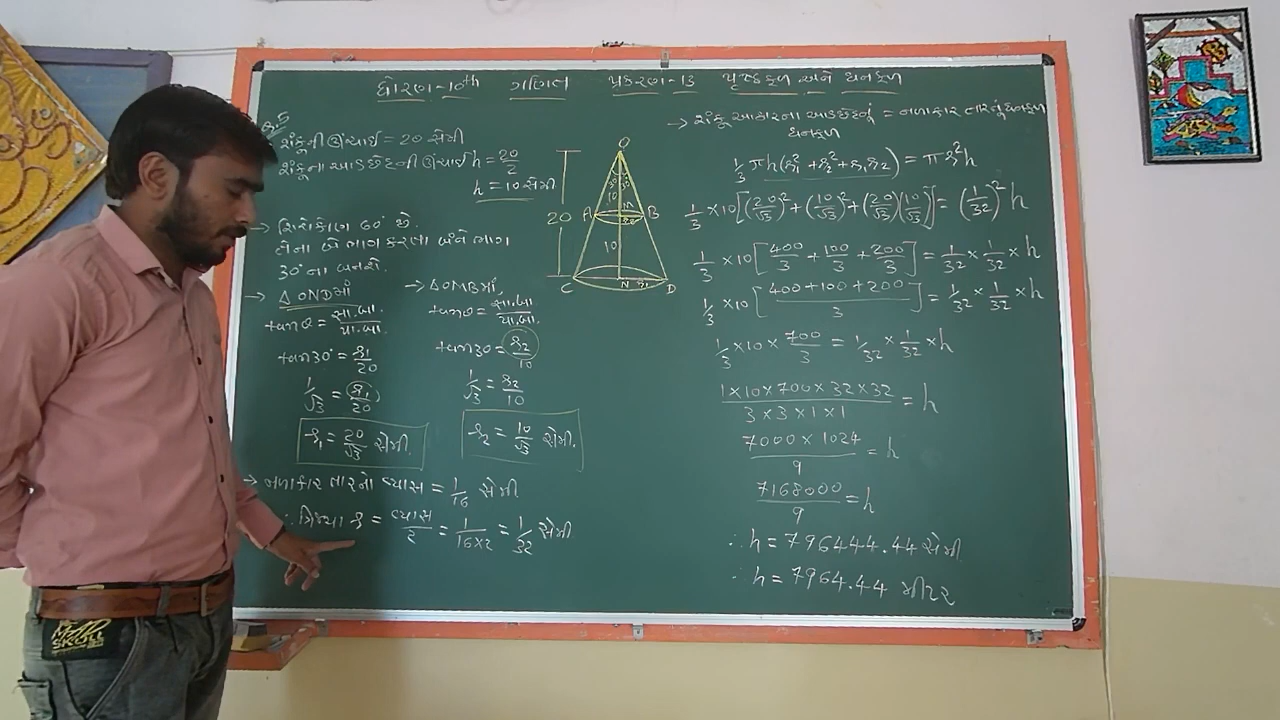 ધોરણ-10th ગણિત પ્રકરણ-13 પૃષ્ઠફળ અને ઘનફળ
શંકુની ઊંચાઈ = 20 સેમી
શંકુના આડછેદની ઊંચાઈ h = 20/2
h = 10 સેમી
→ શિરોકોણ 60° છે.
તેના બે ભાગ કરતા બંને ભાગ
30° ના બનશે.
→ Δ ONDમાં
tanθ = સા.બા./પા.બા.
tan30° = r₁/20
1/√3 = r₁/20
r₁ = 20/√3 સેમી.
→ ΔOMBમાં
tanθ = સા.બા./પા.બા.
tan30 = r₂/10
1/√3 = r₂/10
r₂ = 10/√3 સેમી.
→ નળાકાર તારનો વ્યાસ = 1/16 સેમી
∴ ત્રિજ્યા r = વ્યાસ/2 = 1/16×2 = 1/32 સેમી
O
30 30
10
20 A M B
r₂
10
C N r₁ D
→ શંકુ આકારના આડછેદનું ઘનફળ = નળાકાર તારનું ઘનફળ
1/3 πh(r₁²+r₂²+r₁r₂) = πr²h
1/3 ×10[(20/√3)²+(10/√3)²+(20/√3)(10/√3)] = (1/32)² h
1/3 ×10[400/3 + 100/3 + 200/3] = 1/32 × 1/32 × h
1/3 ×10[400+100+200/3] = 1/32 × 1/32 × h
1/3 ×10× 700/3 = 1/32 × 1/32 × h
1×10×700×32×32/3×3×1×1 = h
7000×1024/9 = h
7168000/9 = h
∴ h = 796444.44 સેમી
∴ h = 7964.44 મીટર